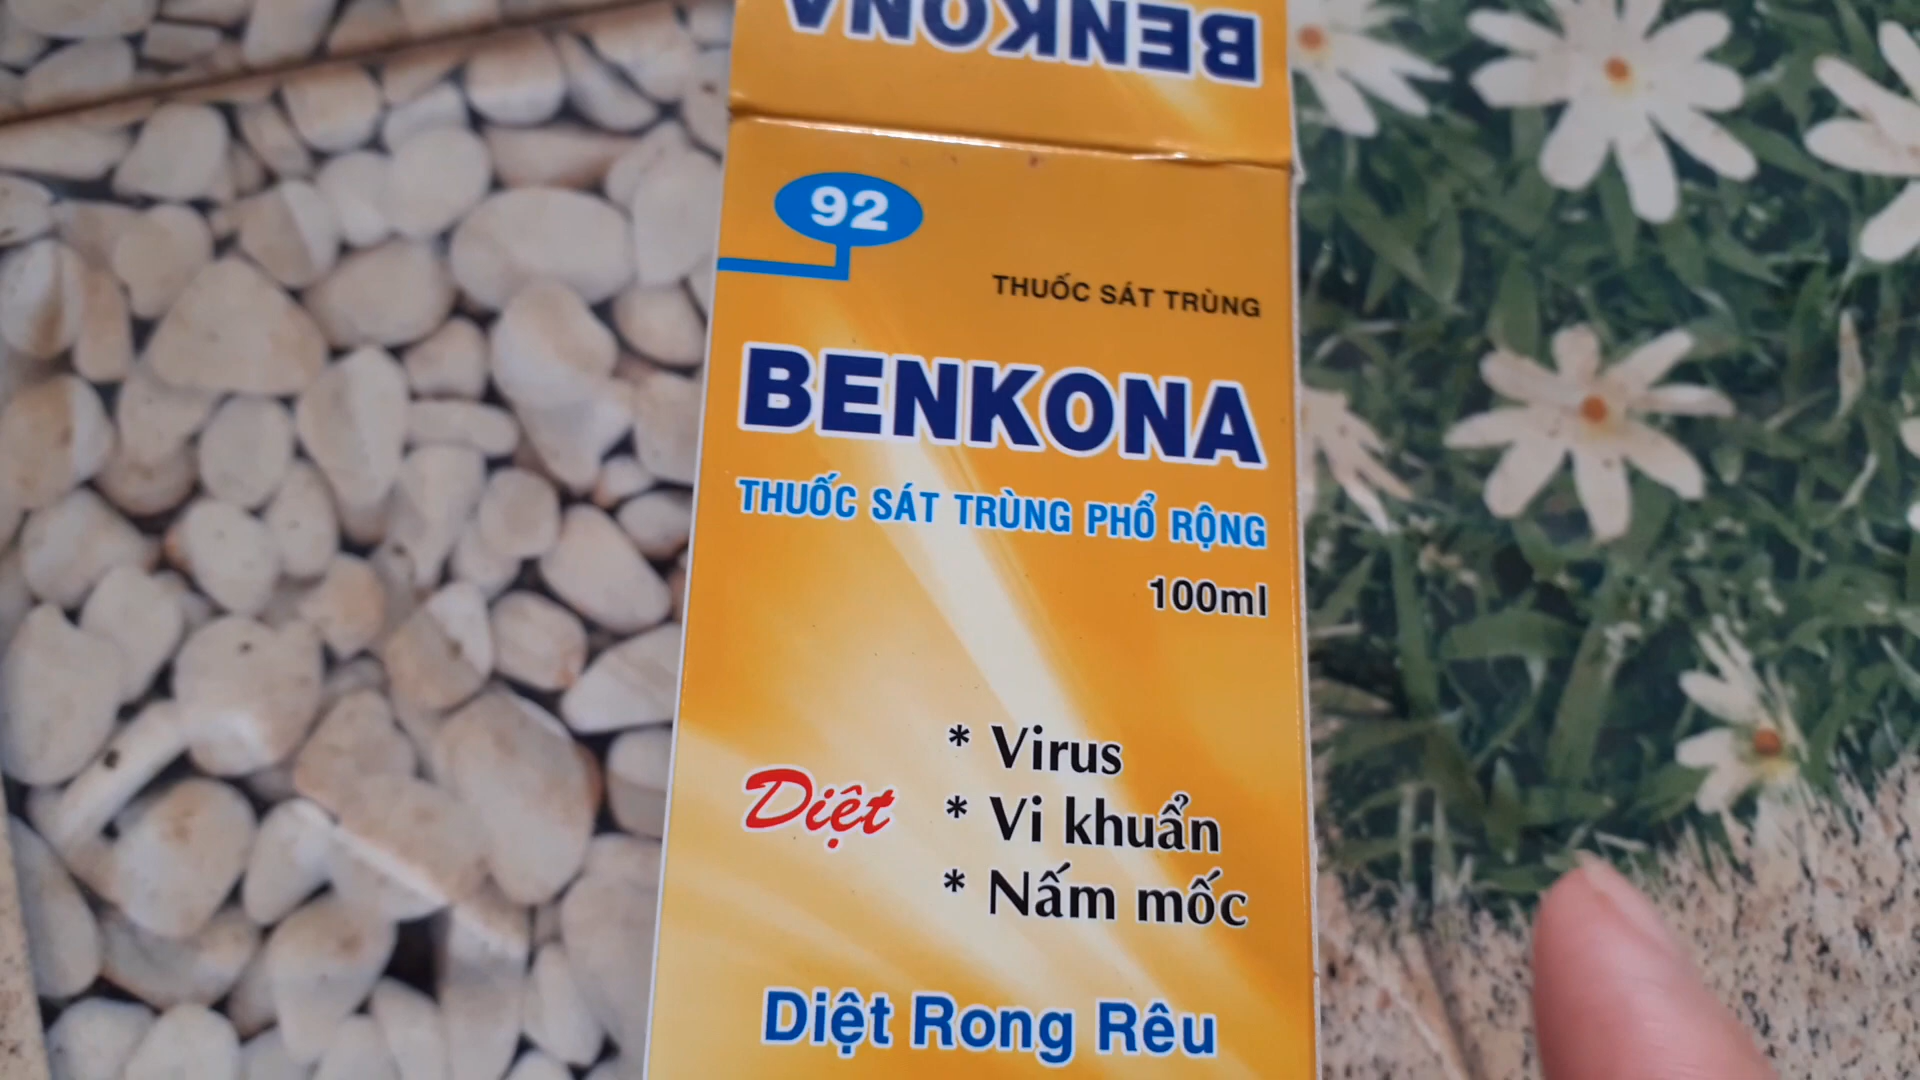 BENKONA
92
THUỐC SÁT TRÙNG
BENKONA
THUỐC SÁT TRÙNG PHỔ RỘNG
100ml
Diệt
* Virus
* Vi khuẩn
* Nấm mốc
Diệt Rong Rêu